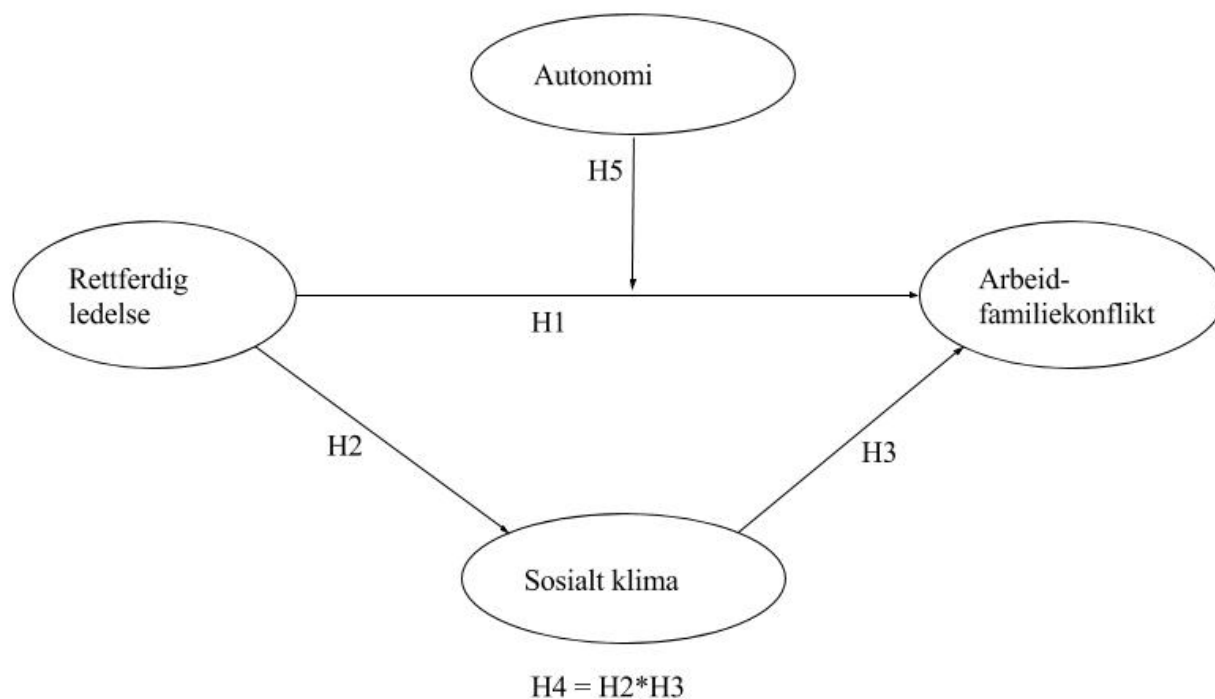 Autonomi
H5
Rettferdig
ledelse
Arbeid-
familiekonflikt
H1
H2
H3
Sosialt klima
H4 = H2*H3